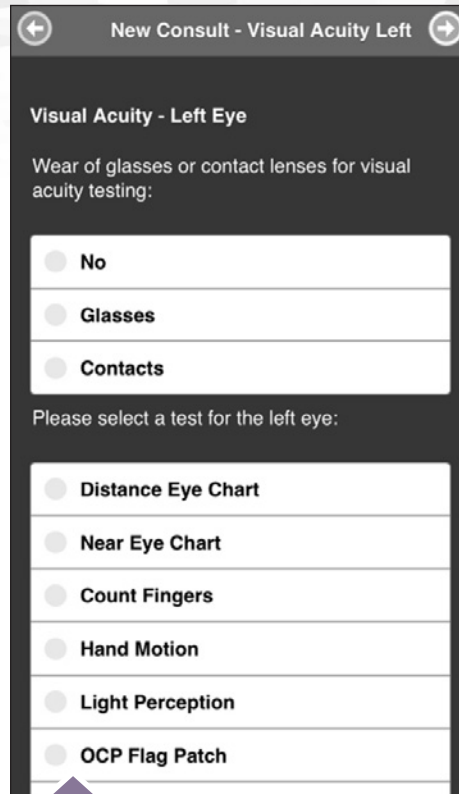 New Consult - Visual Acuity Left
Visual Acuity - Left Eye
Wear of glasses or contact lenses for visual
acuity testing:
No
Glasses
Contacts
Please select a test for the left eye:
Distance Eye Chart
Near Eye Chart
Count Fingers
Hand Motion
Light Perception
OCP Flag Patch